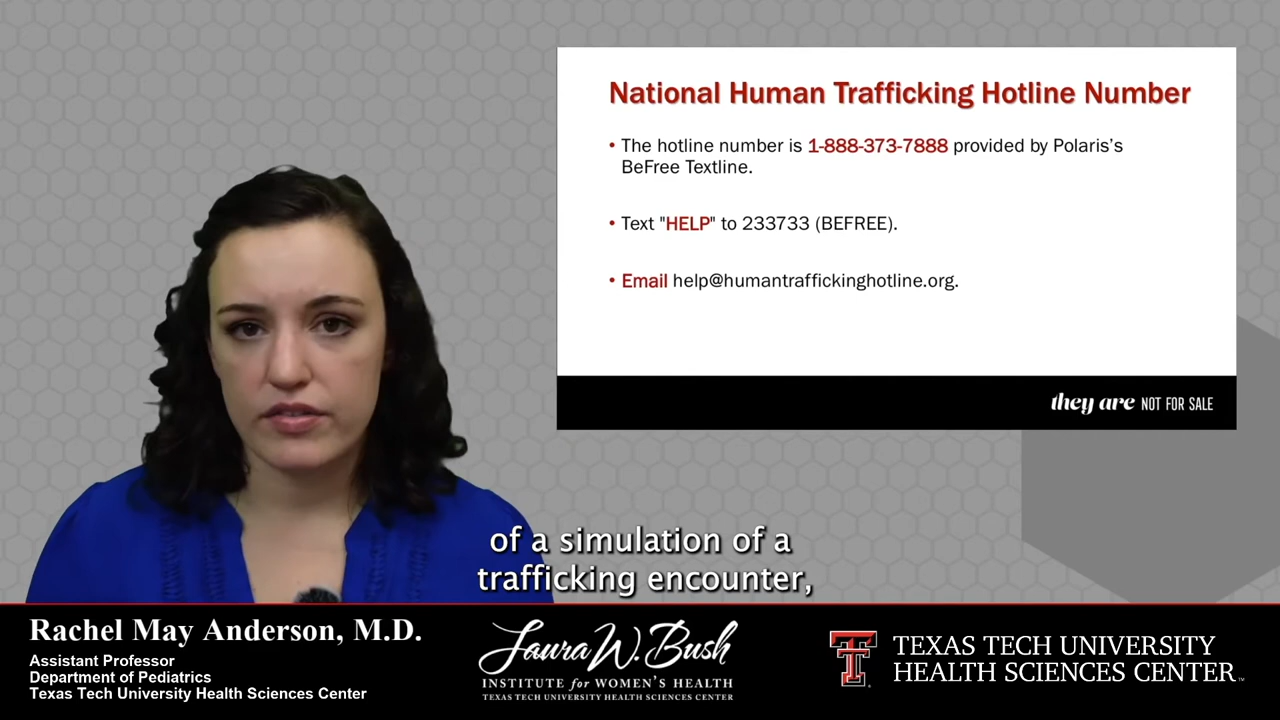 National Human Trafficking Hotline Number
• The hotline number is 1-888-373-7888 provided by Polaris’s
BeFree Textline.
• Text "HELP" to 233733 (BEFREE).
• Email help@humantraffickinghotline.org.
they are NOT FOR SALE
of a simulation of a
trafficking encounter,
Rachel May Anderson, M.D.
Assistant Professor
Department of Pediatrics
Texas Tech University Health Sciences Center
Laura W. Bush
INSTITUTE for WOMEN'S HEALTH
TEXAS TECH UNIVERSITY HEALTH SCIENCES CENTER
TEXAS TECH UNIVERSITY
HEALTH SCIENCES CENTER™